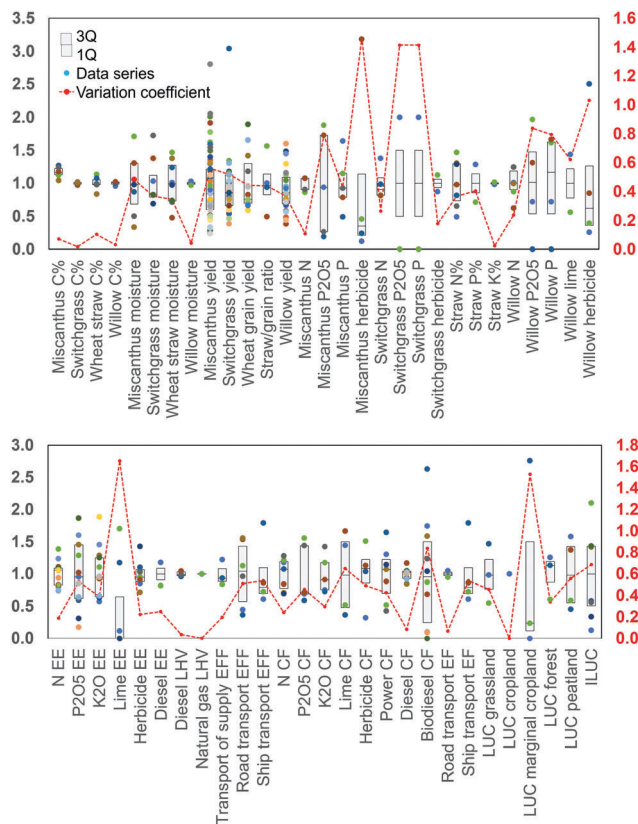 3.5
3.0
2.5
2.0
1.5
1.0
0.5
0.0
3Q
1Q
Data series
Variation coefficient
1.6
1.4
1.2
1.0
0.8
0.6
0.4
0.2
0.0
Miscanthus C%
Switchgrass C%
Wheat straw C%
Willow C%
Miscanthus moisture
Switchgrass moisture
Wheat straw moisture
Willow moisture
Miscanthus yield
Switchgrass yield
Wheat grain yield
Straw/grain ratio
Willow yield
Miscanthus N
Miscanthus P2O5
Miscanthus P
Miscanthus herbicide
Switchgrass N
Switchgrass P2O5
Switchgrass P
Switchgrass herbicide
Straw N%
Straw P%
Straw K%
Willow N
Willow P2O5
Willow P
Willow lime
Willow herbicide
3.0
2.5
2.0
1.5
1.0
0.5
0.0
1.8
1.6
1.4
1.2
1.0
0.8
0.6
0.4
0.2
0.0
N EE
P2O5 EE
K2O EE
Lime EE
Herbicide EE
Diesel EE
Diesel LHV
Natural gas LHV
Transport of supply EFF
Road transport EFF
Ship transport EFF
N CF
P2O5 CF
K2O CF
Lime CF
Herbicide CF
Power CF
Diesel CF
Biodiesel CF
Road transport EF
Ship transport EF
LUC grassland
LUC cropland
LUC marginal cropland
LUC forest
LUC peatland
ILUC